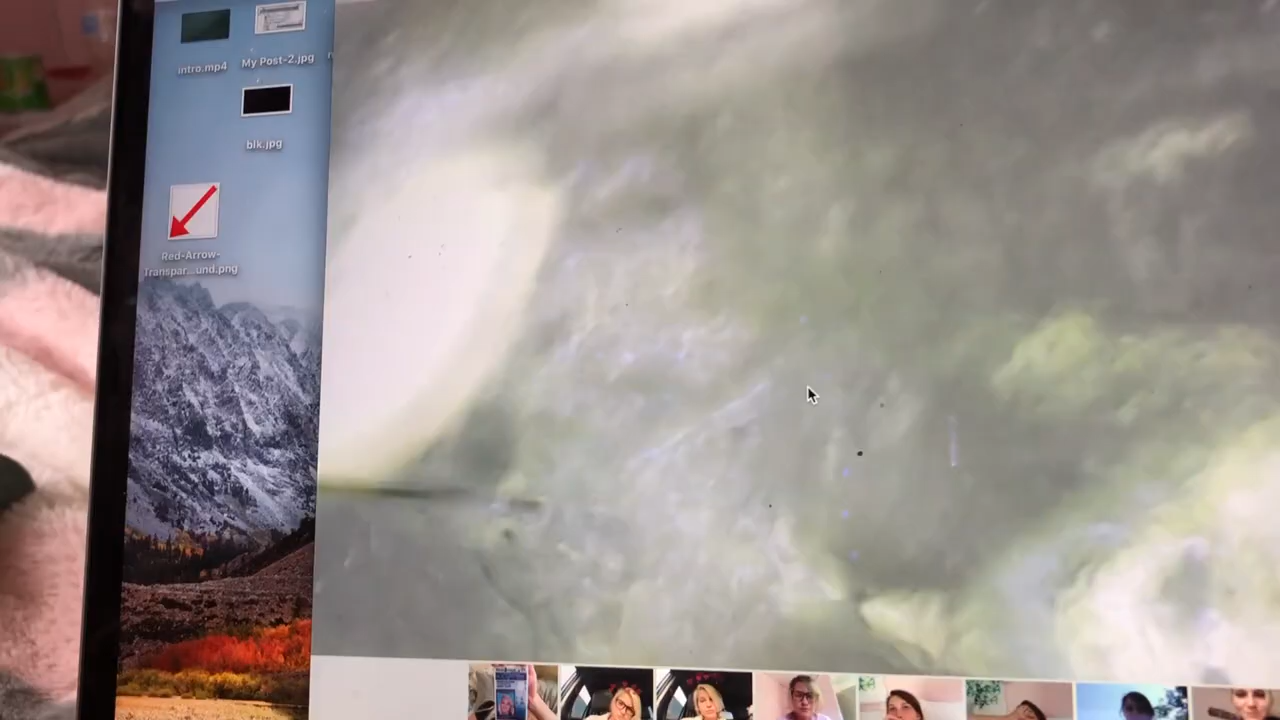 intro.mp4
My Post-2.jpg
blk.jpg
Red-Arrow-
Transpar...und.png